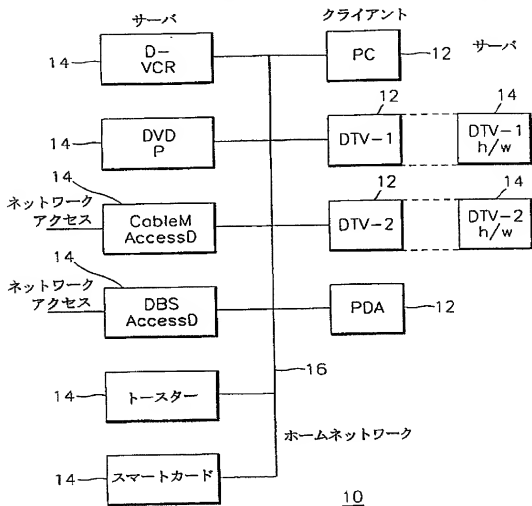 サーバ
クライアント
サーバ
14
D-
VCR
PC
12
14
DVD
P
12
DTV-1
14
DTV-1
h/w
14
ネットワーク
アクセス
CableM
AccessD
12
DTV-2
14
DTV-2
h/w
14
ネットワーク
アクセス
DBS
AccessD
PDA
12
14
トースター
16
ホームネットワーク
14
スマートカード
10